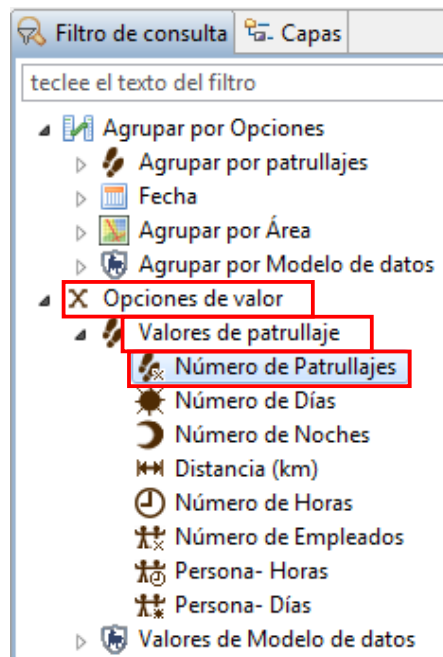 Filtro de consulta Capas
teclee el texto del filtro
Agrupar por Opciones
Agrupar por patrullajes
Fecha
Agrupar por Área
Agrupar por Modelo de datos
Opciones de valor
Valores de patrullaje
Número de Patrullajes
Número de Días
Número de Noches
Distancia (km)
Número de Horas
Número de Empleados
Persona- Horas
Persona- Días
Valores de Modelo de datos